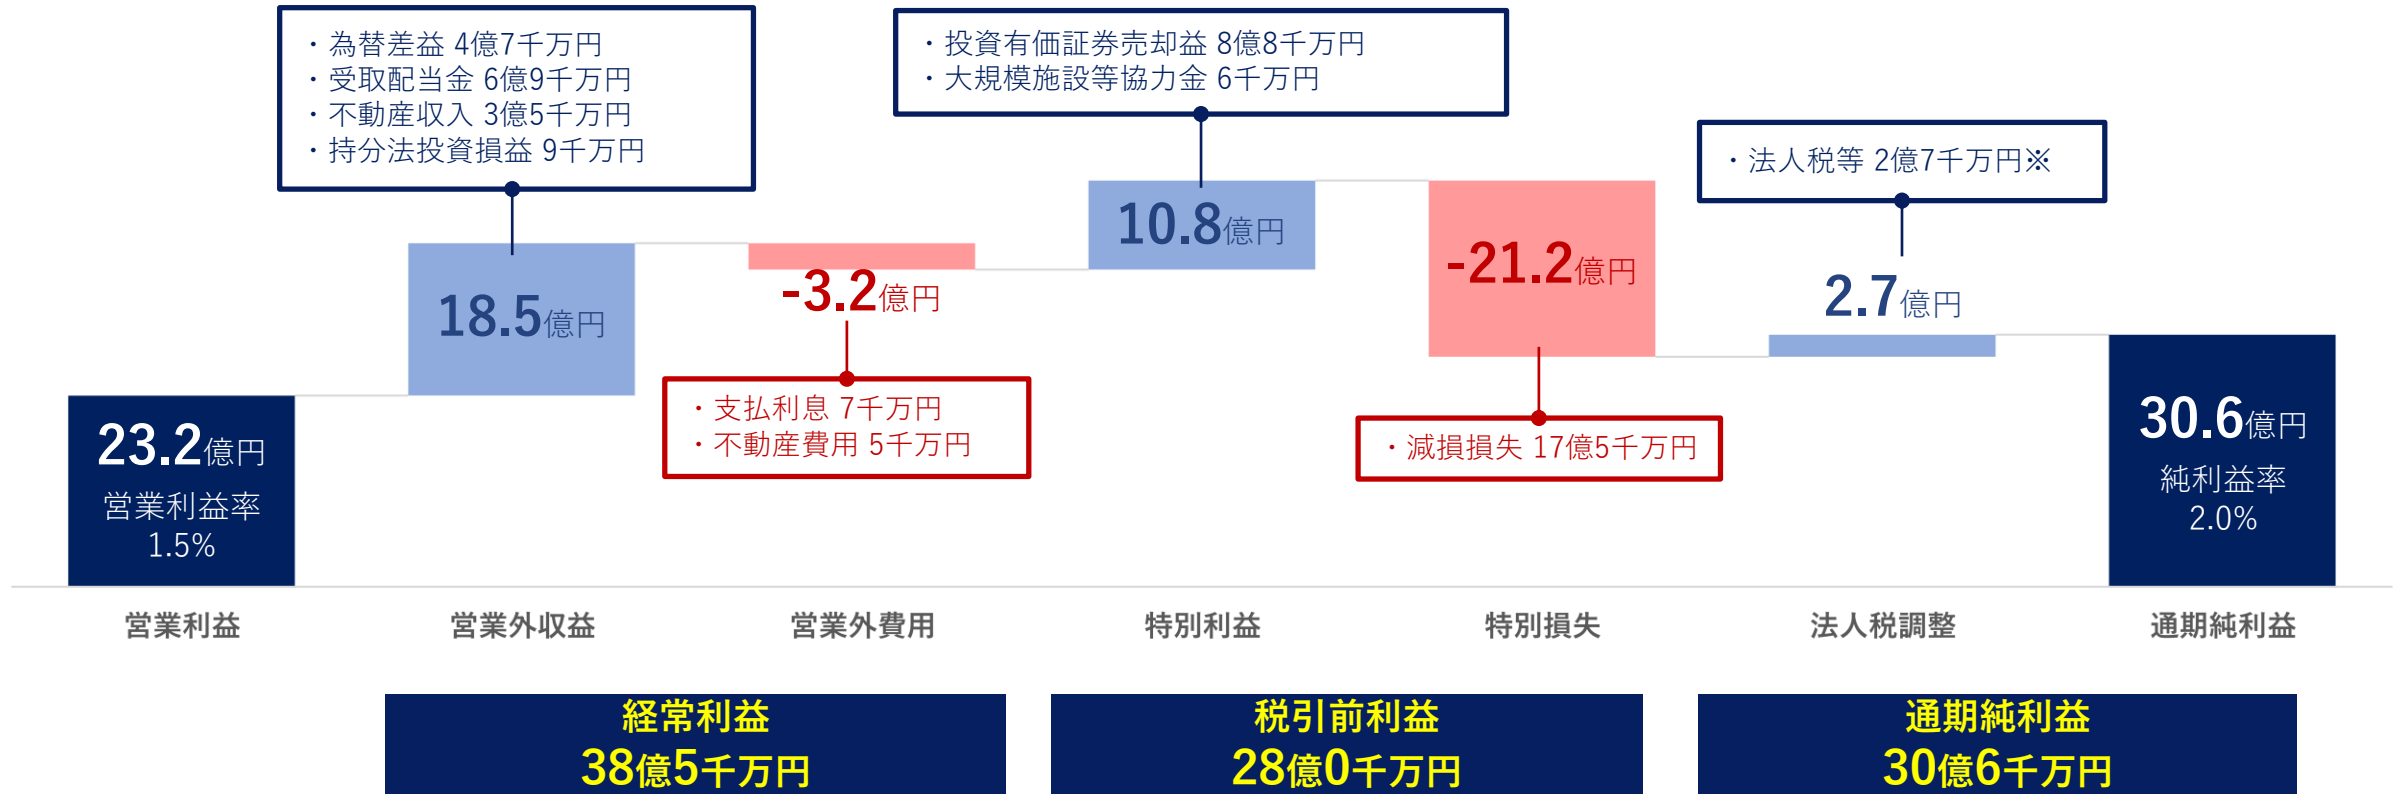 ・為替差益 4億7千万円
・受取配当金 6億9千万円
・不動産収入 3億5千万円
・持分法投資損益 9千万円
・投資有価証券売却益 8億8千万円
・大規模施設等協力金 6千万円
・法人税等 2億7千万円※
10.8億円
-21.2億円
18.5億円
-3.2億円
2.7億円
・支払利息 7千万円
・不動産費用 5千万円
・減損損失 17億5千万円
23.2億円
営業利益率
1.5%
30.6億円
純利益率
2.0%
営業利益
営業外収益
営業外費用
特別利益
特別損失
法人税調整
通期純利益
経常利益
38億5千万円
税引前利益
28億0千万円
通期純利益
30億6千万円